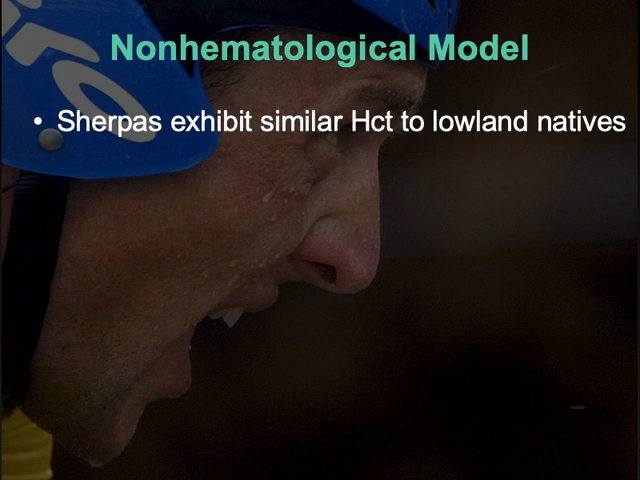 Nonhematological Model
• Sherpas exhibit similar Hct to lowland natives